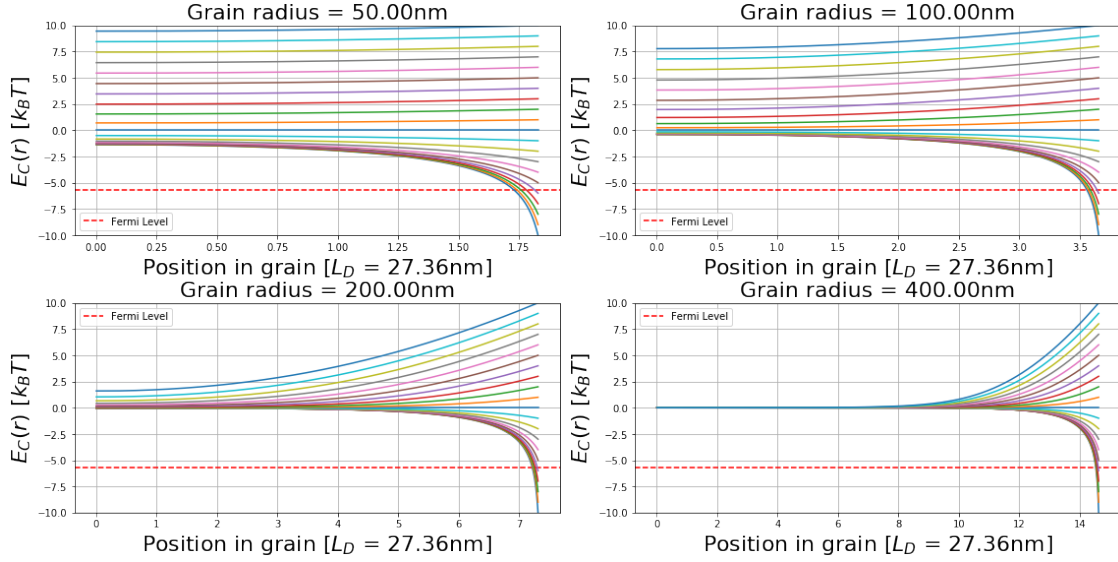 Grain radius = 50.00nm
10.0
7.5
5.0
2.5
0.0
−2.5
−5.0
−7.5
−10.0
E_C(r) [k_BT]
Fermi Level
0.00 0.25 0.50 0.75 1.00 1.25 1.50 1.75
Position in grain [L_D = 27.36nm]
Grain radius = 100.00nm
10.0
7.5
5.0
2.5
0.0
−2.5
−5.0
−7.5
−10.0
E_C(r) [k_BT]
Fermi Level
0.0 0.5 1.0 1.5 2.0 2.5 3.0 3.5
Position in grain [L_D = 27.36nm]
Grain radius = 200.00nm
10.0
7.5
5.0
2.5
0.0
−2.5
−5.0
−7.5
−10.0
E_C(r) [k_BT]
Fermi Level
0 1 2 3 4 5 6 7
Position in grain [L_D = 27.36nm]
Grain radius = 400.00nm
10.0
7.5
5.0
2.5
0.0
−2.5
−5.0
−7.5
−10.0
E_C(r) [k_BT]
Fermi Level
0 2 4 6 8 10 12 14
Position in grain [L_D = 27.36nm]